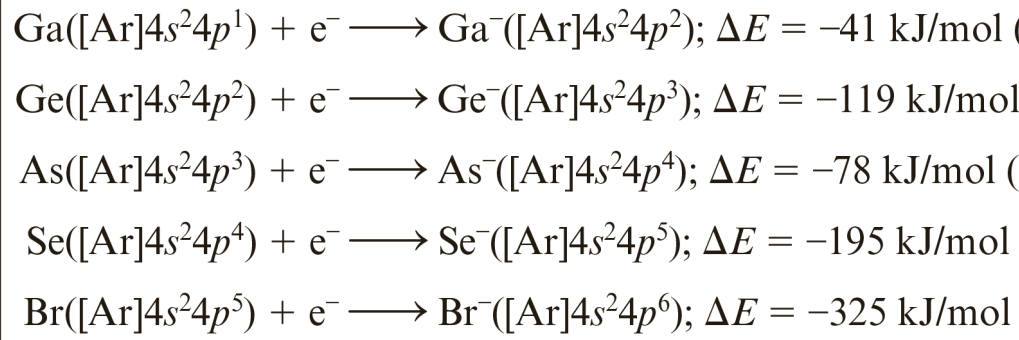 Ga([Ar]4s²4p¹) + e⁻ ⟶ Ga⁻([Ar]4s²4p²); ΔE = −41 kJ/mol (
Ge([Ar]4s²4p²) + e⁻ ⟶ Ge⁻([Ar]4s²4p³); ΔE = −119 kJ/mol
As([Ar]4s²4p³) + e⁻ ⟶ As⁻([Ar]4s²4p⁴); ΔE = −78 kJ/mol (
Se([Ar]4s²4p⁴) + e⁻ ⟶ Se⁻([Ar]4s²4p⁵); ΔE = −195 kJ/mol
Br([Ar]4s²4p⁵) + e⁻ ⟶ Br⁻([Ar]4s²4p⁶); ΔE = −325 kJ/mol